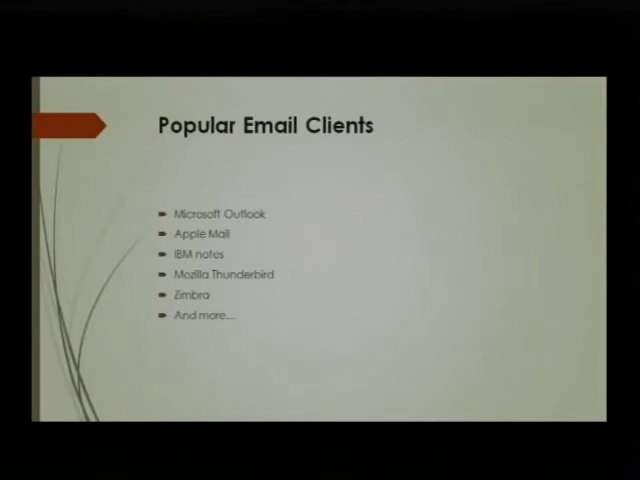 Popular Email Clients
Microsoft Outlook
Apple Mail
IBM notes
Mozilla Thunderbird
Zimbra
And more....